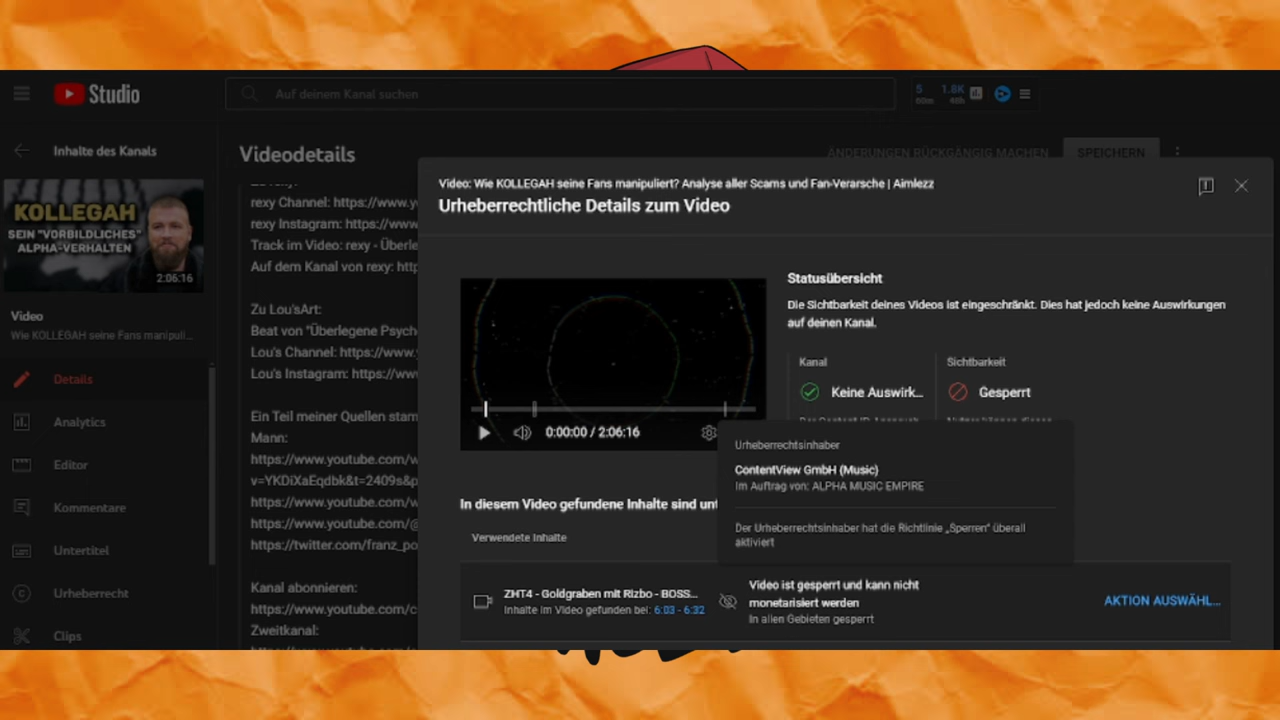 Studio
Auf deinem Kanal suchen
5
60m
1.8K
48h
Inhalte des Kanals
KOLLEGAH
SEIN "VORBILDLICHES"
ALPHA-VERHALTEN
2:06:16
Video
Wie KOLLEGAH seine Fans manipuli...
Details
Analytics
Editor
Kommentare
Untertitel
Urheberrecht
Clips
Videodetails
ÄNDERUNGEN RÜCKGÄNGIG MACHEN
SPEICHERN
rexy Channel: https://www.y
rexy Instagram: https://www
Track im Video: rexy - Überle
Auf dem Kanal von rexy: http
Zu Lou'sArt:
Beat von "Überlegene Psych
Lou's Channel: https://www.
Lou's Instagram: https://ww
Ein Teil meiner Quellen stam
Mann:
https://www.youtube.com/w
v=YKDiXaEqdbk&t=2409s&p
https://www.youtube.com/w
https://www.youtube.com/@
https://twitter.com/franz_po
Kanal abonnieren:
https://www.youtube.com/c
Zweitkanal:
Video: Wie KOLLEGAH seine Fans manipuliert? Analyse aller Scams und Fan-Verarsche | Aimlezz
Urheberrechtliche Details zum Video
0:00:00 / 2:06:16
Statusübersicht
Die Sichtbarkeit deines Videos ist eingeschränkt. Dies hat jedoch keine Auswirkungen
auf deinen Kanal.
Kanal
Keine Auswirk...
Sichtbarkeit
Gesperrt
Urheberrechtsinhaber
ContentView GmbH (Music)
Im Auftrag von: ALPHA MUSIC EMPIRE
Der Urheberrechtsinhaber hat die Richtlinie „Sperren" überall
aktiviert
In diesem Video gefundene Inhalte sind unt
Verwendete Inhalte
ZHT4 - Goldgraben mit Rizbo - BOSS...
Inhalte im Video gefunden bei: 6:03 - 6:32
Video ist gesperrt und kann nicht
monetarisiert werden
In allen Gebieten gesperrt
AKTION AUSWÄHL...